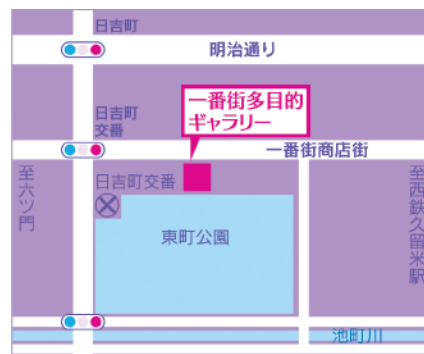 日吉町
明治通り
日吉町
交番
一番街多目的
ギャラリー
一番街商店街
至六ツ門
日吉町交番
至西鉄久留米駅
東町公園
池町川